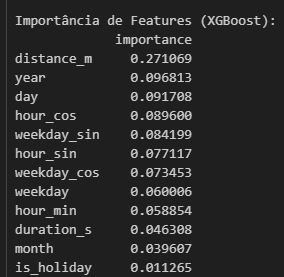 Importância de Features (XGBoost):
importance
distance_m 0.271069
year 0.096813
day 0.091708
hour_cos 0.089600
weekday_sin 0.084199
hour_sin 0.077117
weekday_cos 0.073453
weekday 0.060006
hour_min 0.058854
duration_s 0.046308
month 0.039607
is_holiday 0.011265